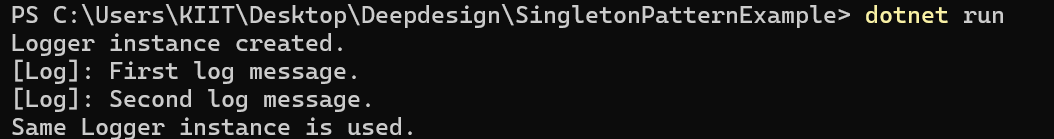 PS C:\Users\KIIT\Desktop\Deepdesign\SingletonPatternExample> dotnet run
Logger instance created.
[Log]: First log message.
[Log]: Second log message.
Same Logger instance is used.